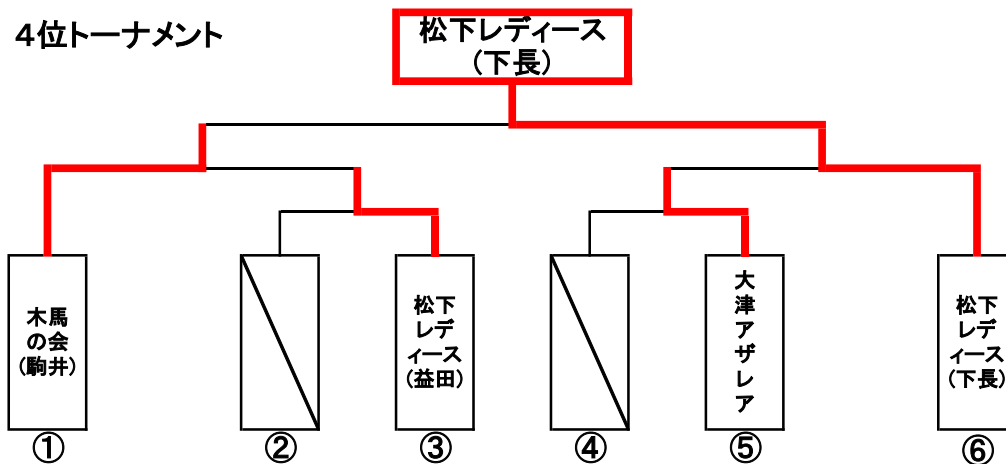 4位トーナメント
松下レディース
(下長)
木馬
の会
(駒井)
松下
レデ
ィース
(益田)
大津アザレア
松下
レデ
ィース
(下長)
①
②
③
④
⑤
⑥